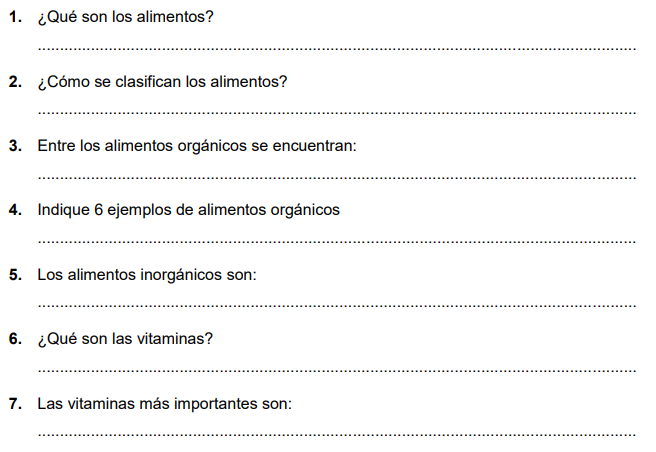 1. ¿Qué son los alimentos?
........................................................................................................................................
2. ¿Cómo se clasifican los alimentos?
........................................................................................................................................
3. Entre los alimentos orgánicos se encuentran:
........................................................................................................................................
4. Indique 6 ejemplos de alimentos orgánicos
........................................................................................................................................
5. Los alimentos inorgánicos son:
........................................................................................................................................
6. ¿Qué son las vitaminas?
........................................................................................................................................
7. Las vitaminas más importantes son:
........................................................................................................................................